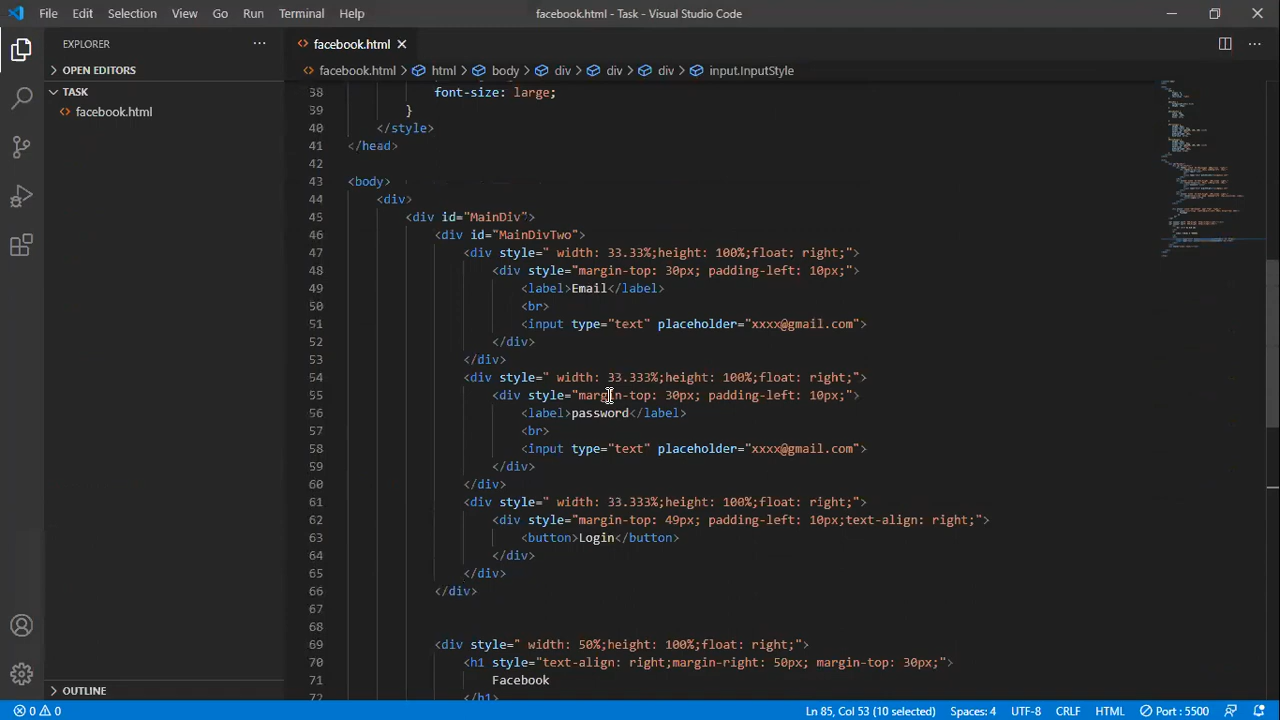 File Edit Selection View Go Run Terminal Help facebook.html - Task - Visual Studio Code
EXPLORER
OPEN EDITORS
TASK
facebook.html
OUTLINE
facebook.html
facebook.html > html > body > div > div > div > input.InputStyle
38 font-size: large;
39 }
40 </style>
41 </head>
42
43 <body>
44 <div>
45 <div id="MainDiv">
46 <div id="MainDivTwo">
47 <div style=" width: 33.33%;height: 100%;float: right;">
48 <div style="margin-top: 30px; padding-left: 10px;">
49 <label>Email</label>
50 <br>
51 <input type="text" placeholder="xxxx@gmail.com">
52 </div>
53 </div>
54 <div style=" width: 33.333%;height: 100%;float: right;">
55 <div style="margin-top: 30px; padding-left: 10px;">
56 <label>password</label>
57 <br>
58 <input type="text" placeholder="xxxx@gmail.com">
59 </div>
60 </div>
61 <div style=" width: 33.333%;height: 100%;float: right;">
62 <div style="margin-top: 49px; padding-left: 10px;text-align: right;">
63 <button>Login</button>
64 </div>
65 </div>
66 </div>
67
68
69 <div style=" width: 50%;height: 100%;float: right;">
70 <h1 style="text-align: right;margin-right: 50px; margin-top: 30px;">
71 Facebook
72 </h1>
0 0 Ln 85, Col 53 (10 selected) Spaces: 4 UTF-8 CRLF HTML Port : 5500